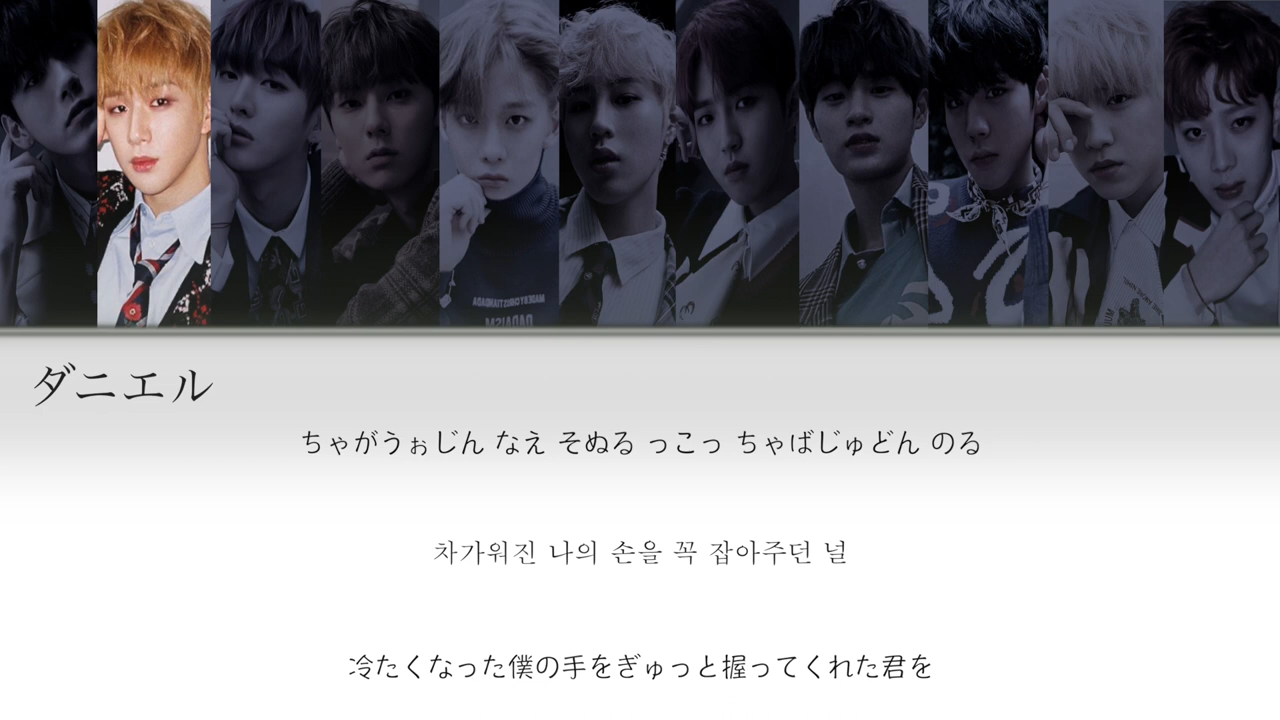 ダニエル
ちゃがうぉじん なえ そぬる っこっ ちゃばじゅどん のる
차가워진 나의 손을 꼭 잡아주던 널
冷たくなった僕の手をぎゅっと握ってくれた君を